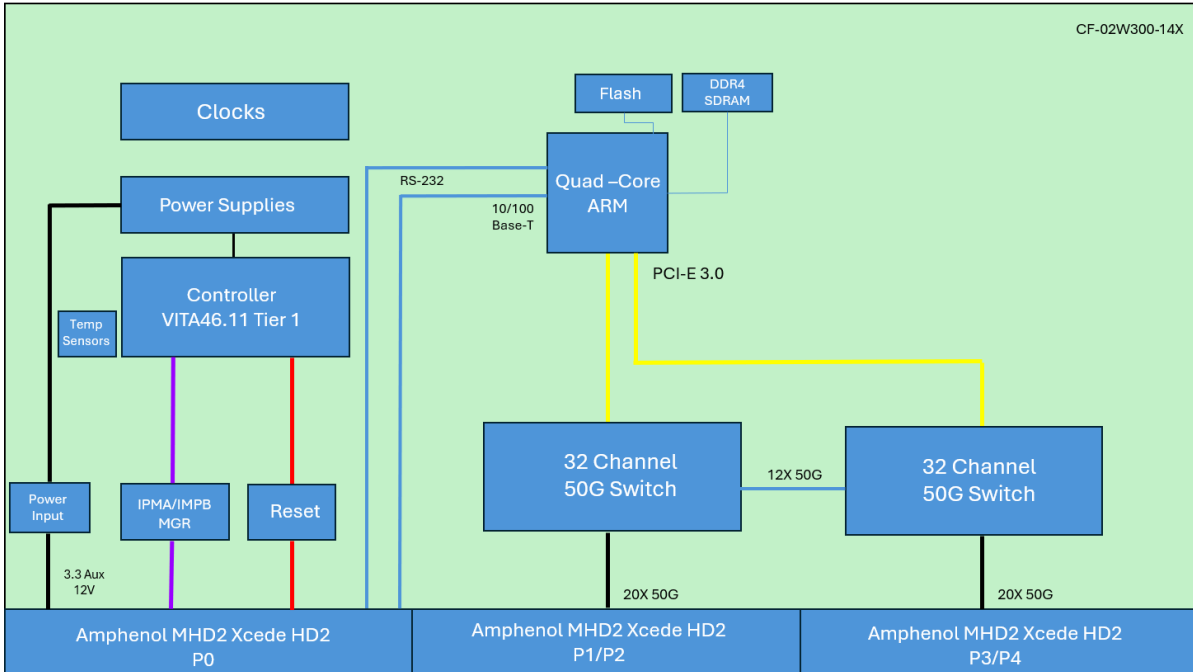 CF-02W300-14X
Clocks
Flash
DDR4
SDRAM
Power Supplies
RS-232
10/100
Base-T
Quad –Core
ARM
PCI-E 3.0
Controller
VITA46.11 Tier 1
Temp
Sensors
32 Channel
50G Switch
12X 50G
32 Channel
50G Switch
Power
Input
IPMA/IMPB
MGR
Reset
3.3 Aux
12V
20X 50G
20X 50G
Amphenol MHD2 Xcede HD2
P0
Amphenol MHD2 Xcede HD2
P1/P2
Amphenol MHD2 Xcede HD2
P3/P4